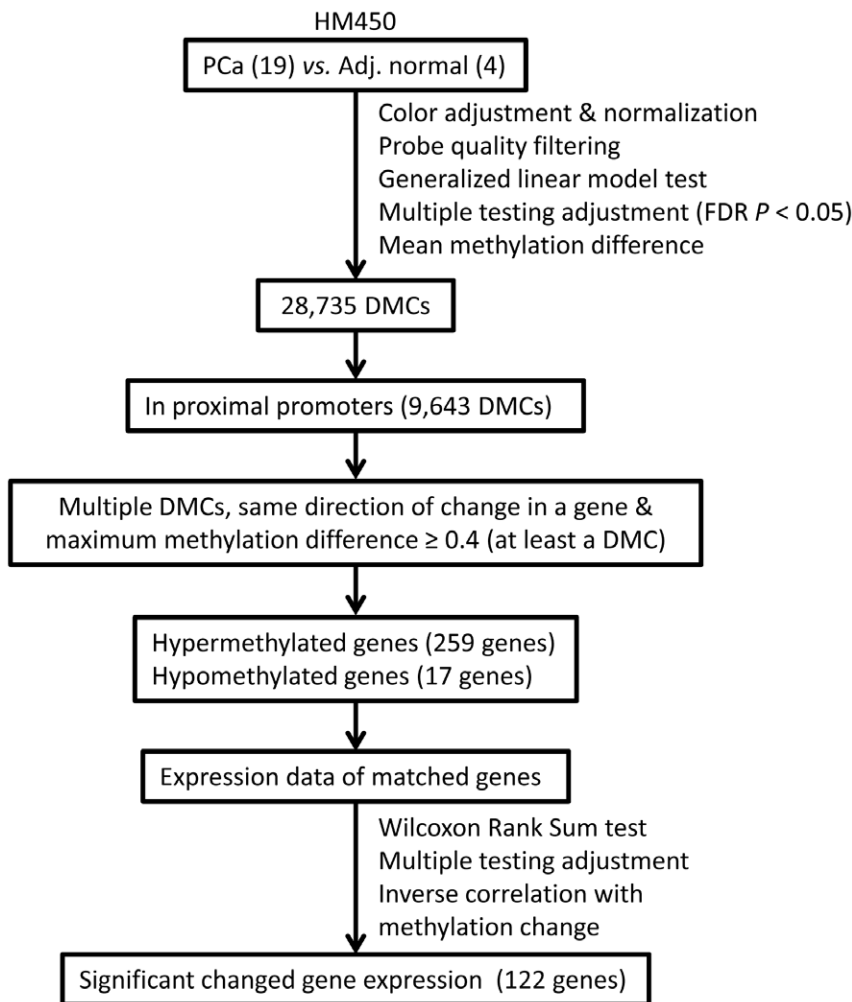 HM450
PCa (19) vs. Adj. normal (4)
Color adjustment & normalization
Probe quality filtering
Generalized linear model test
Multiple testing adjustment (FDR P < 0.05)
Mean methylation difference
28,735 DMCs
In proximal promoters (9,643 DMCs)
Multiple DMCs, same direction of change in a gene &
maximum methylation difference ≥ 0.4 (at least a DMC)
Hypermethylated genes (259 genes)
Hypomethylated genes (17 genes)
Expression data of matched genes
Wilcoxon Rank Sum test
Multiple testing adjustment
Inverse correlation with
methylation change
Significant changed gene expression (122 genes)